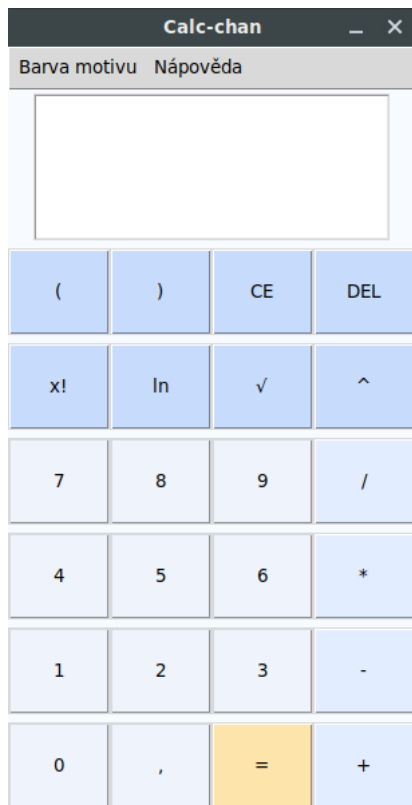 Calc-chan
Barva motivu Nápověda
( ) CE DEL
x! ln √ ^
7 8 9 /
4 5 6 *
1 2 3 -
0 , = +